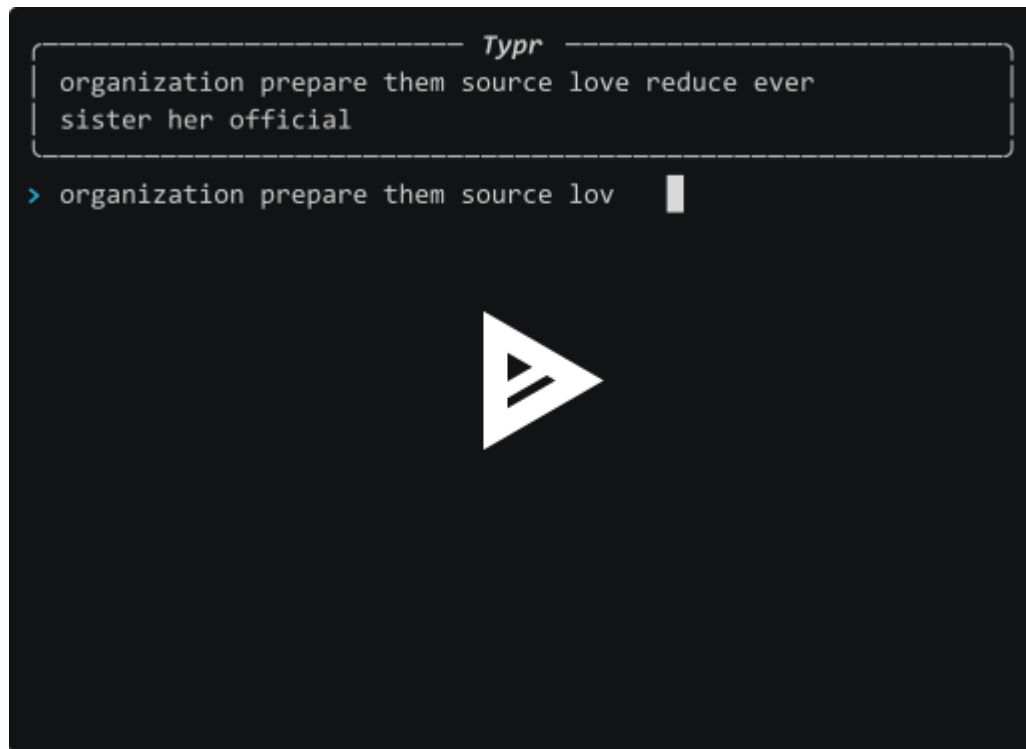 Typr
organization prepare them source love reduce ever
sister her official
> organization prepare them source lov